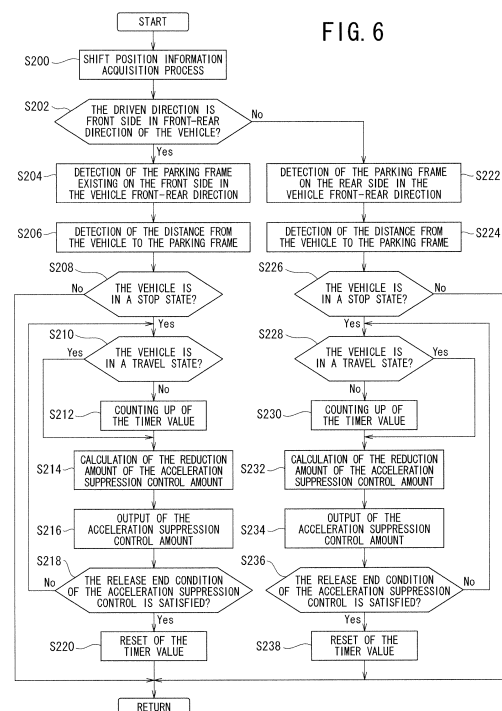 FIG. 6
START
S200
SHIFT POSITION INFORMATION
ACQUISITION PROCESS
S202
THE DRIVEN DIRECTION IS
FRONT SIDE IN FRONT-REAR
DIRECTION OF THE VEHICLE?
No
Yes
S204
DETECTION OF THE PARKING FRAME
EXISTING ON THE FRONT SIDE IN
THE VEHICLE FRONT-REAR DIRECTION
S206
DETECTION OF THE DISTANCE FROM
THE VEHICLE TO THE PARKING FRAME
S208
No
THE VEHICLE IS
IN A STOP STATE?
Yes
S210
Yes
THE VEHICLE IS
IN A TRAVEL STATE?
No
S212
COUNTING UP OF
THE TIMER VALUE
S214
CALCULATION OF THE REDUCTION
AMOUNT OF THE ACCELERATION
SUPPRESSION CONTROL AMOUNT
S216
OUTPUT OF THE
ACCELERATION SUPPRESSION
CONTROL AMOUNT
S218
No
THE RELEASE END CONDITION
OF THE ACCELERATION SUPPRESSION
CONTROL IS SATISFIED?
Yes
S220
RESET OF THE
TIMER VALUE
DETECTION OF THE PARKING FRAME
ON THE REAR SIDE IN THE
VEHICLE FRONT-REAR DIRECTION
S222
DETECTION OF THE DISTANCE FROM
THE VEHICLE TO THE PARKING FRAME
S224
S226
THE VEHICLE IS
IN A STOP STATE?
No
Yes
S228
THE VEHICLE IS
IN A TRAVEL STATE?
Yes
No
S230
COUNTING UP OF
THE TIMER VALUE
S232
CALCULATION OF THE REDUCTION
AMOUNT OF THE ACCELERATION
SUPPRESSION CONTROL AMOUNT
S234
OUTPUT OF THE
ACCELERATION SUPPRESSION
CONTROL AMOUNT
S236
THE RELEASE END CONDITION
OF THE ACCELERATION SUPPRESSION
CONTROL IS SATISFIED?
No
Yes
S238
RESET OF THE
TIMER VALUE
RETURN